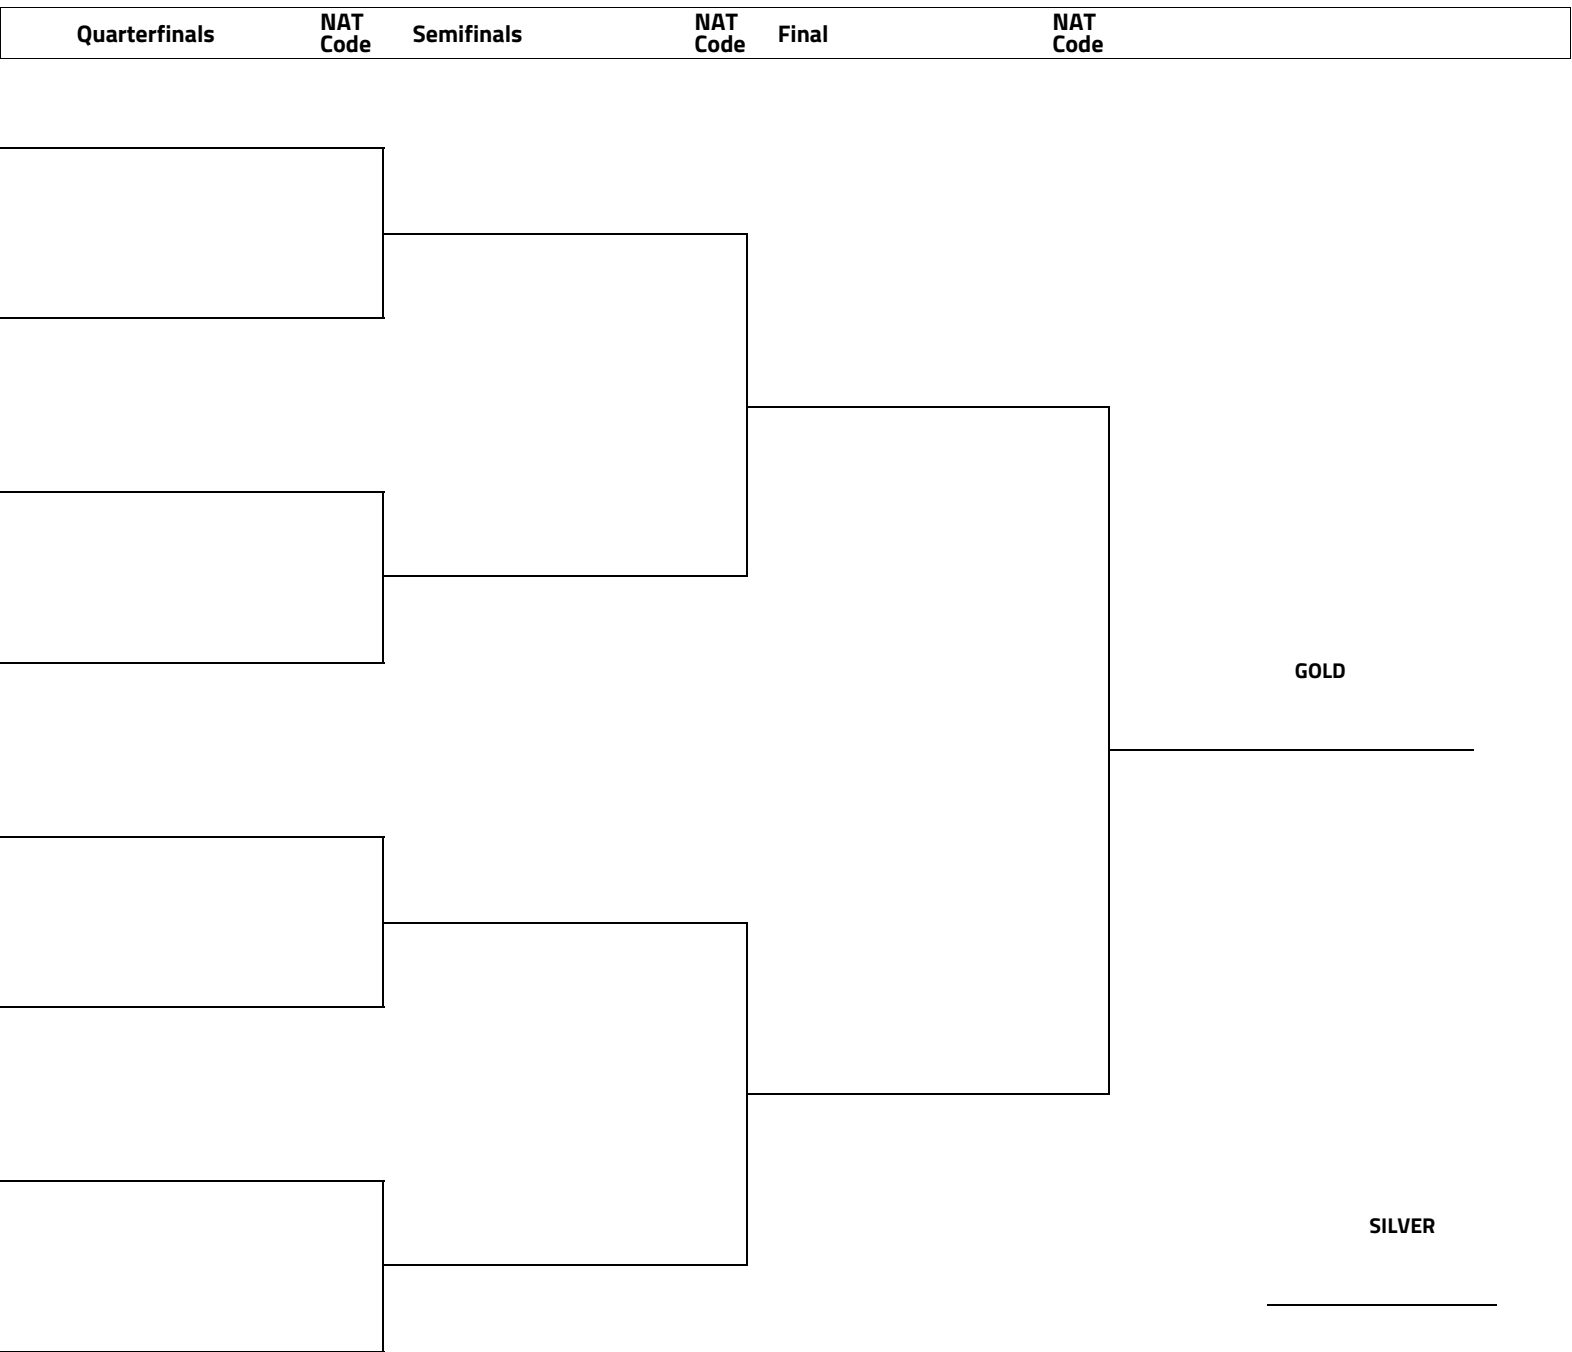 Quarterfinals
NAT
Code
Semifinals
NAT
Code
Final
NAT
Code
GOLD
SILVER